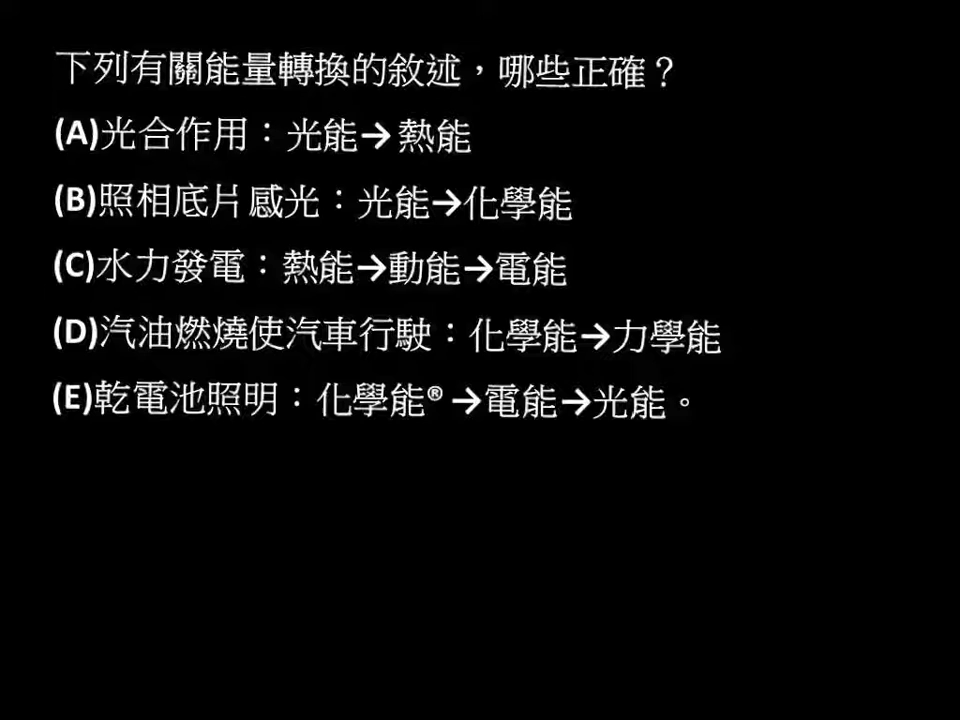 下列有關能量轉換的敘述，哪些正確？
(A)光合作用：光能→熱能
(B)照相底片感光：光能→化學能
(C)水力發電：熱能→動能→電能
(D)汽油燃燒使汽車行駛：化學能→力學能
(E)乾電池照明：化學能® →電能→光能。